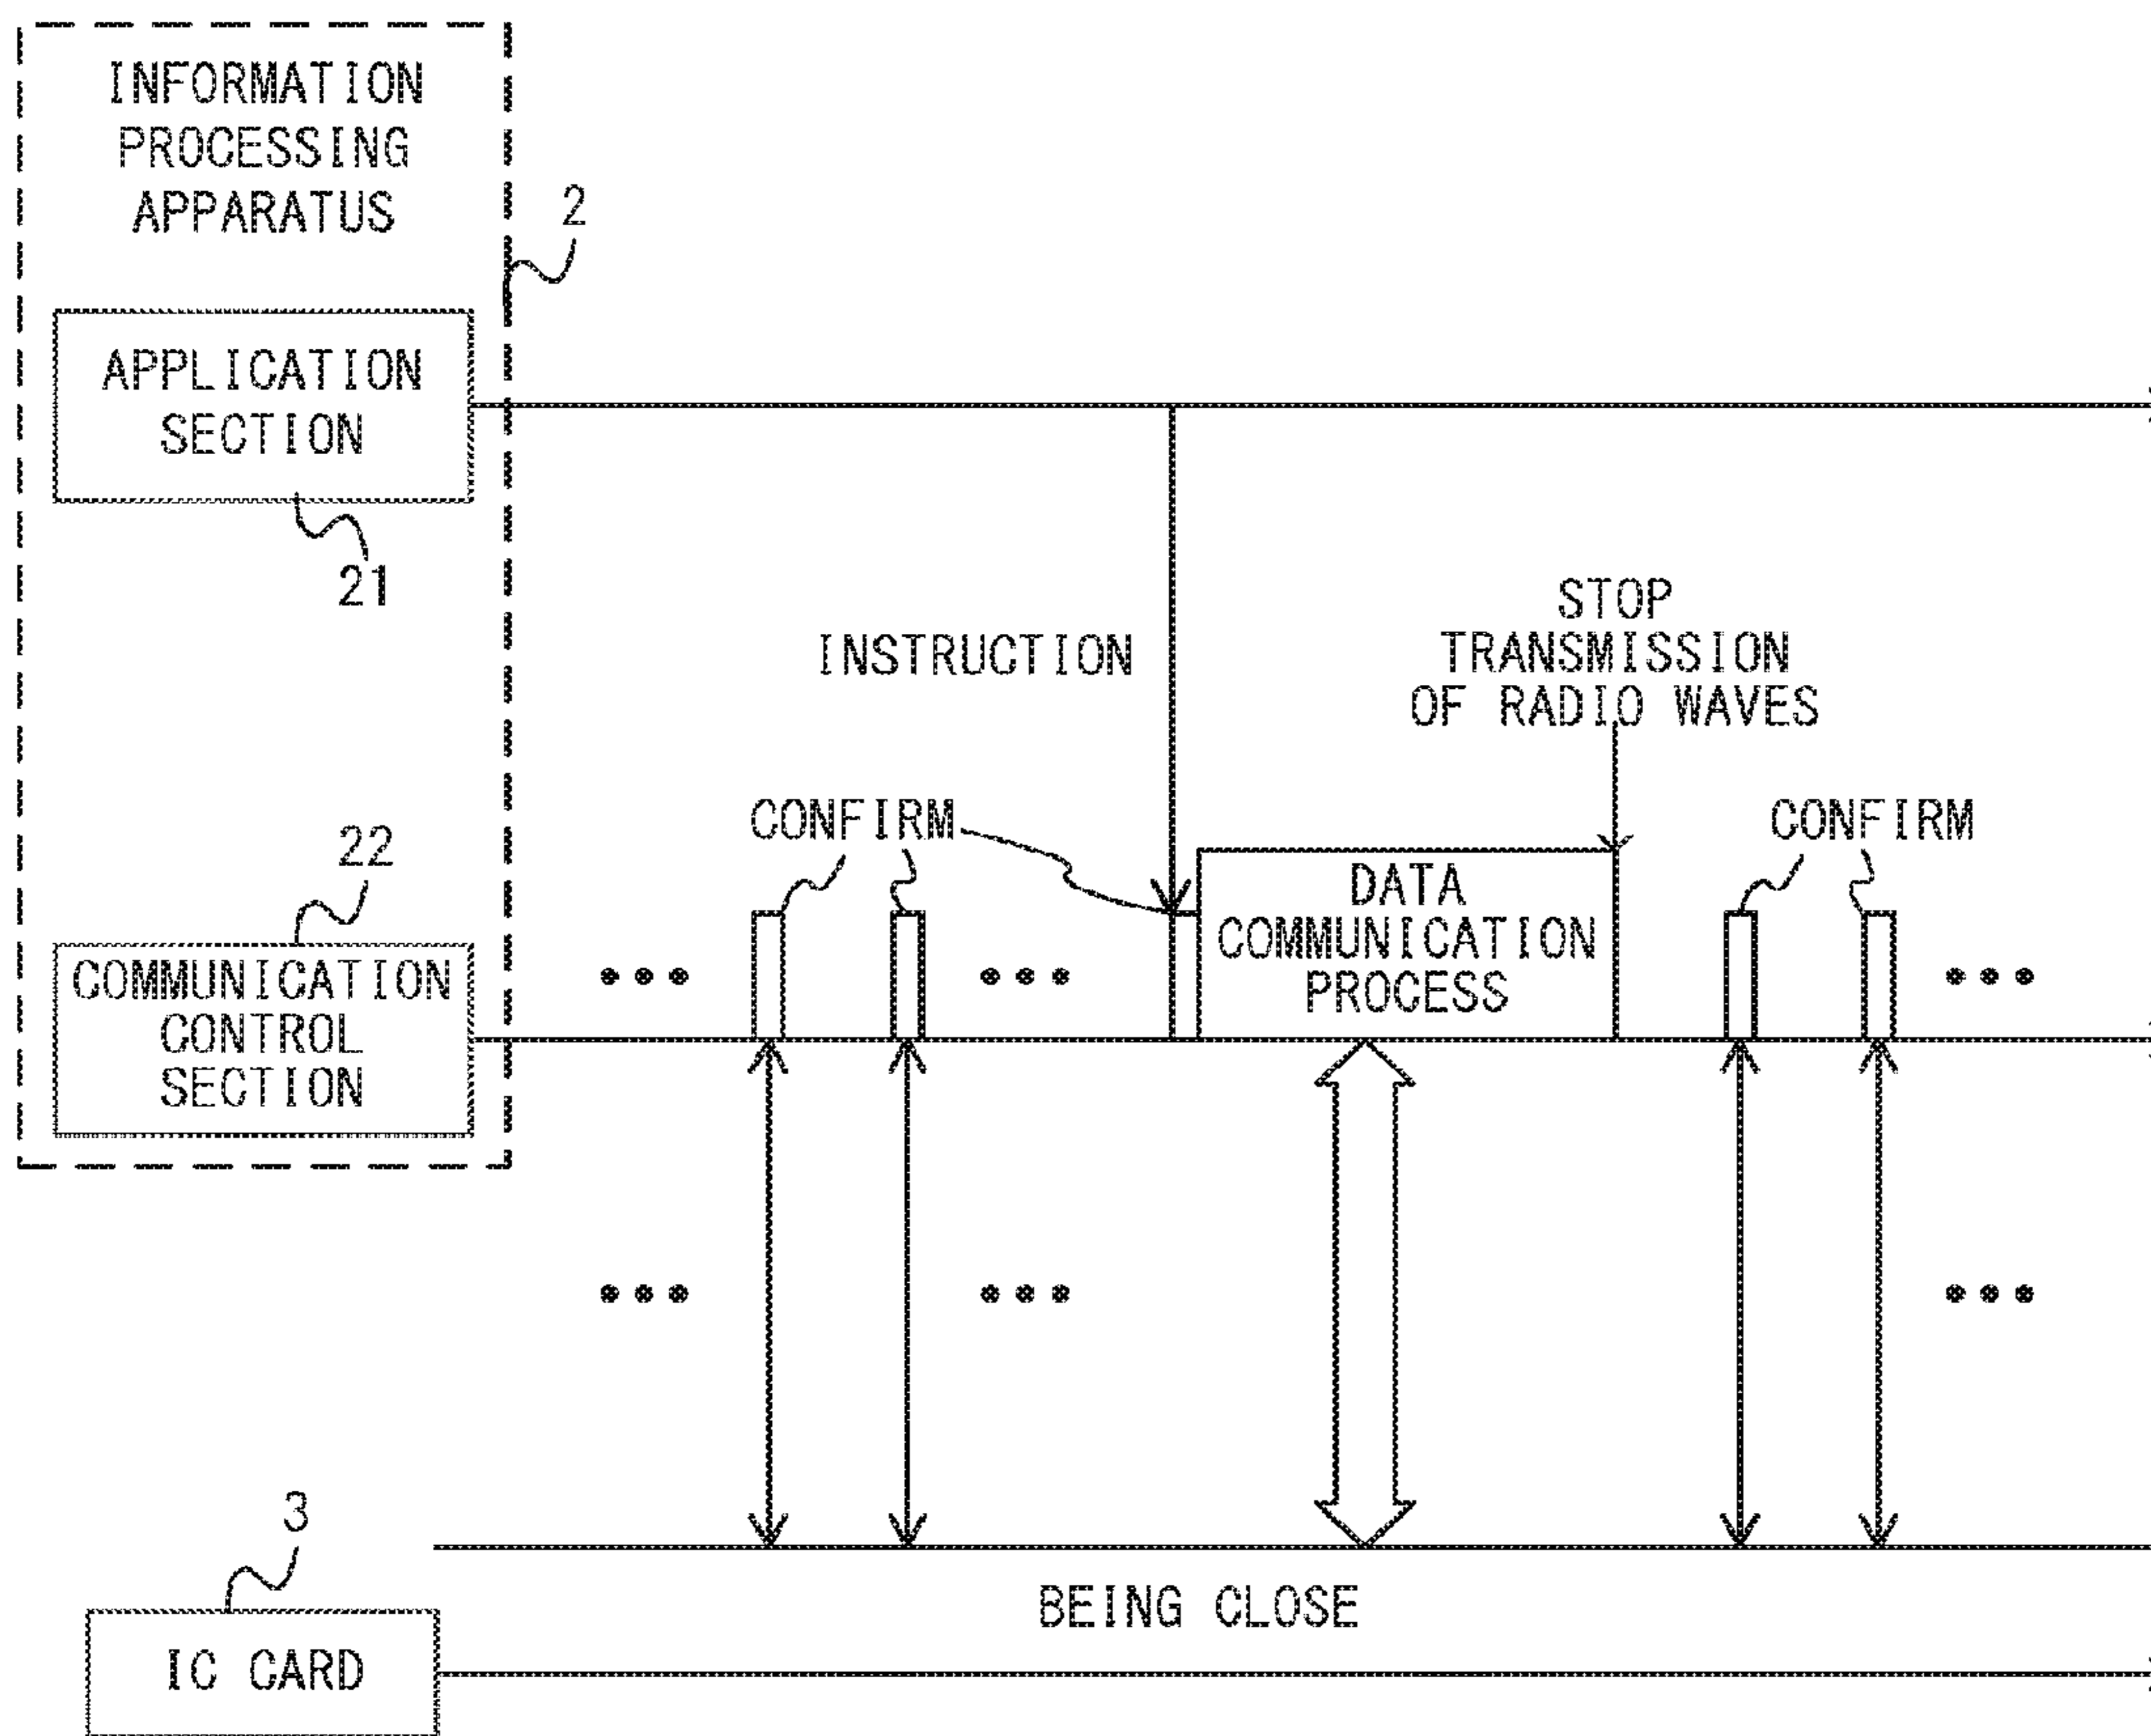 INFORMATION
PROCESSING
APPARATUS
2
APPLICATION
SECTION
21
INSTRUCTION
STOP
TRANSMISSION
OF RADIO WAVES
CONFIRM
CONFIRM
22
DATA
COMMUNICATION
PROCESS
COMMUNICATION
CONTROL
SECTION
3
BEING CLOSE
IC CARD